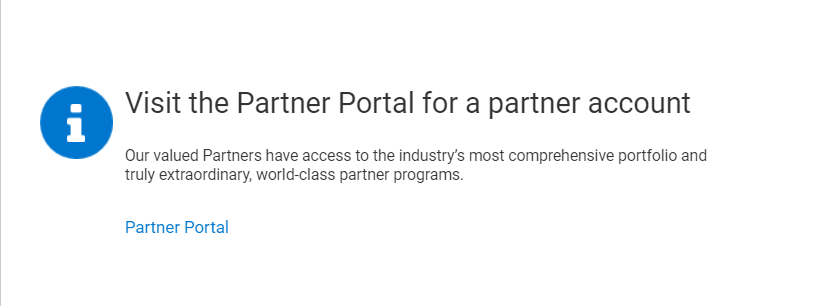 Visit the Partner Portal for a partner account
Our valued Partners have access to the industry’s most comprehensive portfolio and
truly extraordinary, world-class partner programs.
Partner Portal